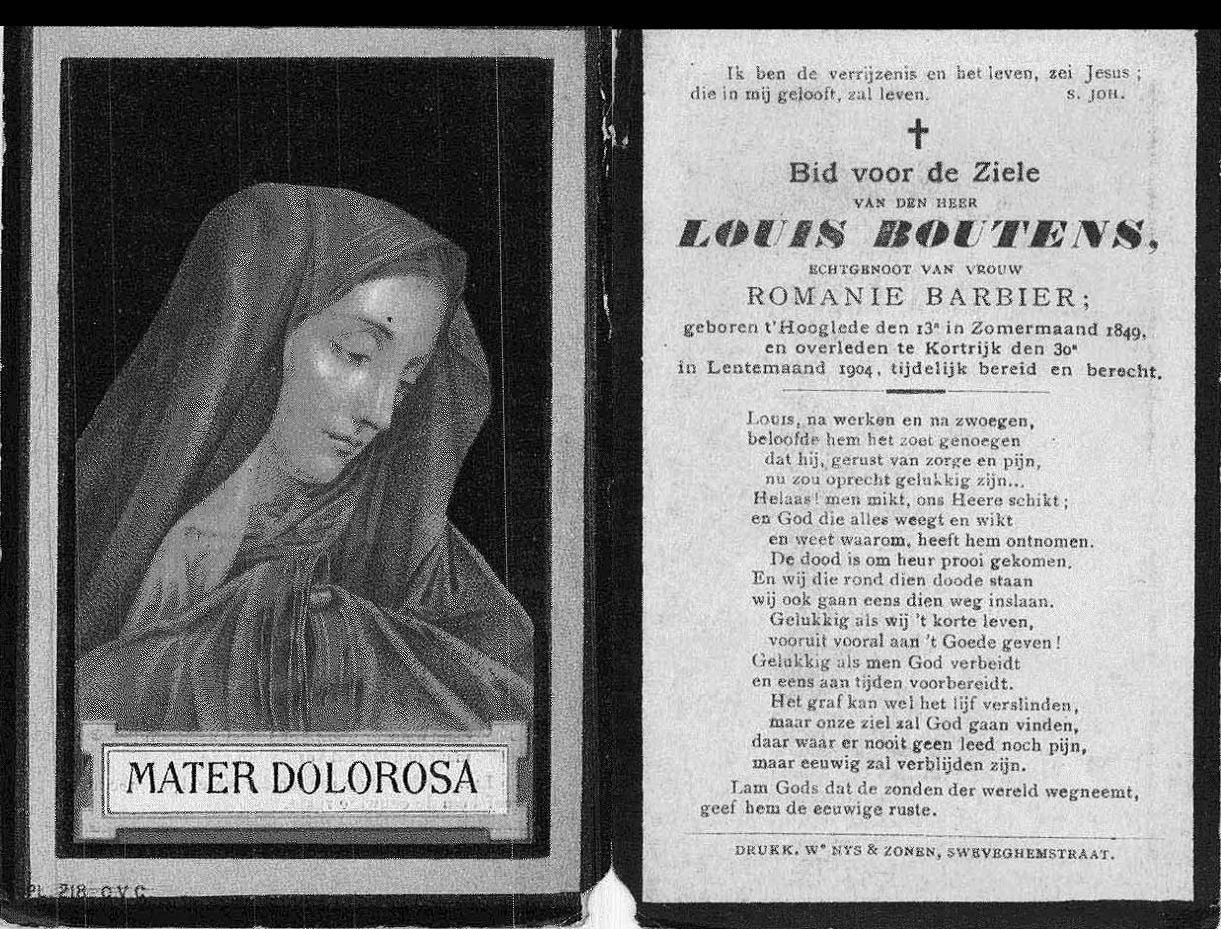 MATER DOLOROSA
PL. 218 O.V.C
Ik ben de verrijzenis en het leven, zei Jesus ;
die in mij gelooft, zal leven. S. JOH.
Bid voor de Ziele
VAN DEN HEER
LOUIS BOUTENS,
ECHTGENOOT VAN VROUW
ROMANIE BARBIER;
geboren t'Hooglede den 13n in Zomermaand 1849,
en overleden te Kortrijk den 30n
in Lentemaand 1904, tijdelijk bereid en berecht.
Louis, na werken en na zwoegen,
beloofde hem het zoet genoegen
dat hij, gerust van zorge en pijn,
nu zou oprecht gelukkig zijn...
Helaas! men mikt, ons Heere schikt ;
en God die alles weegt en wikt
en weet waarom, heeft hem ontnomen.
De dood is om heur prooi gekomen.
En wij die rond dien doode staan
wij ook gaan eens dien weg inslaan.
Gelukkig als wij 't korte leven,
vooruit vooral aan 't Goede geven !
Gelukkig als men God verbeidt
en eens aan tijden voorbereidt.
Het graf kan wel het lijf verslinden,
maar onze ziel zal God gaan vinden,
daar waar er nooit geen leed noch pijn,
maar eeuwig zal verblijden zijn.
Lam Gods dat de zonden der wereld wegneemt,
geef hem de eeuwige ruste.
DRUKK. We NYS & ZONEN, SWEVEGHEMSTRAAT.